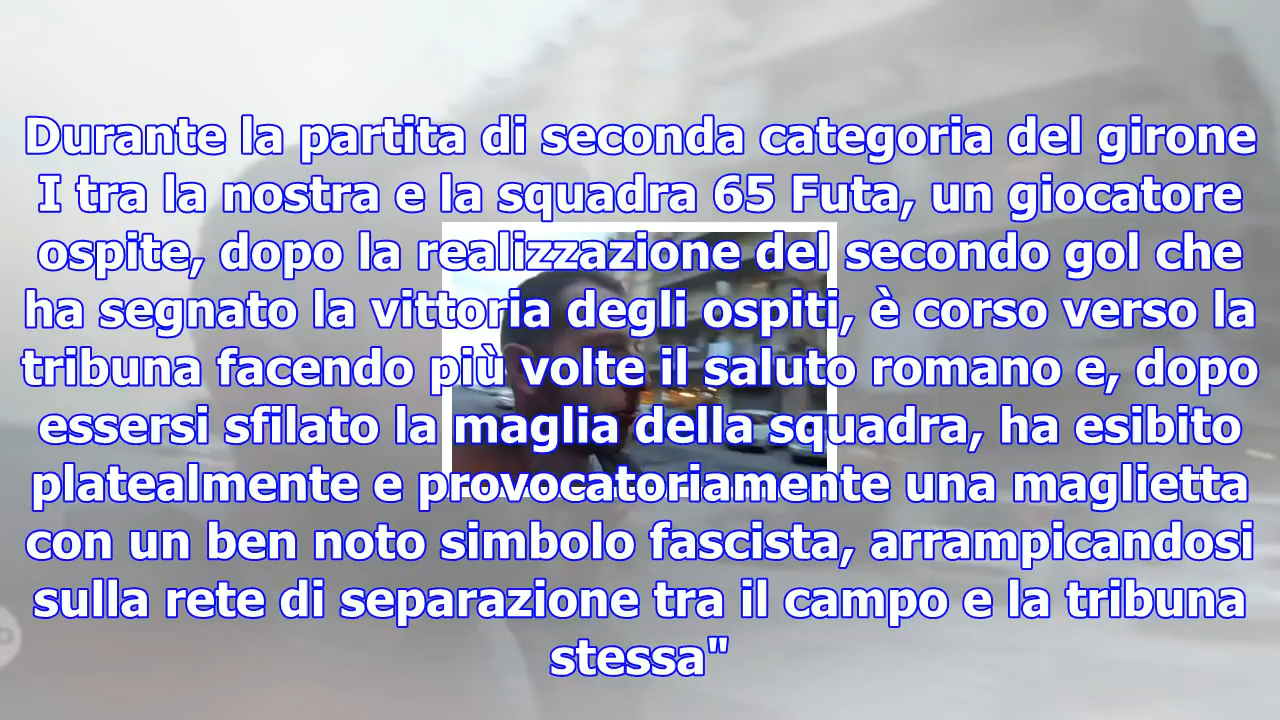 Durante la partita di seconda categoria del girone
I tra la nostra e la squadra 65 Futa, un giocatore
ospite, dopo la realizzazione del secondo gol che
ha segnato la vittoria degli ospiti, è corso verso la
tribuna facendo più volte il saluto romano e, dopo
essersi sfilato la maglia della squadra, ha esibito
platealmente e provocatoriamente una maglietta
con un ben noto simbolo fascista, arrampicandosi
sulla rete di separazione tra il campo e la tribuna
stessa"